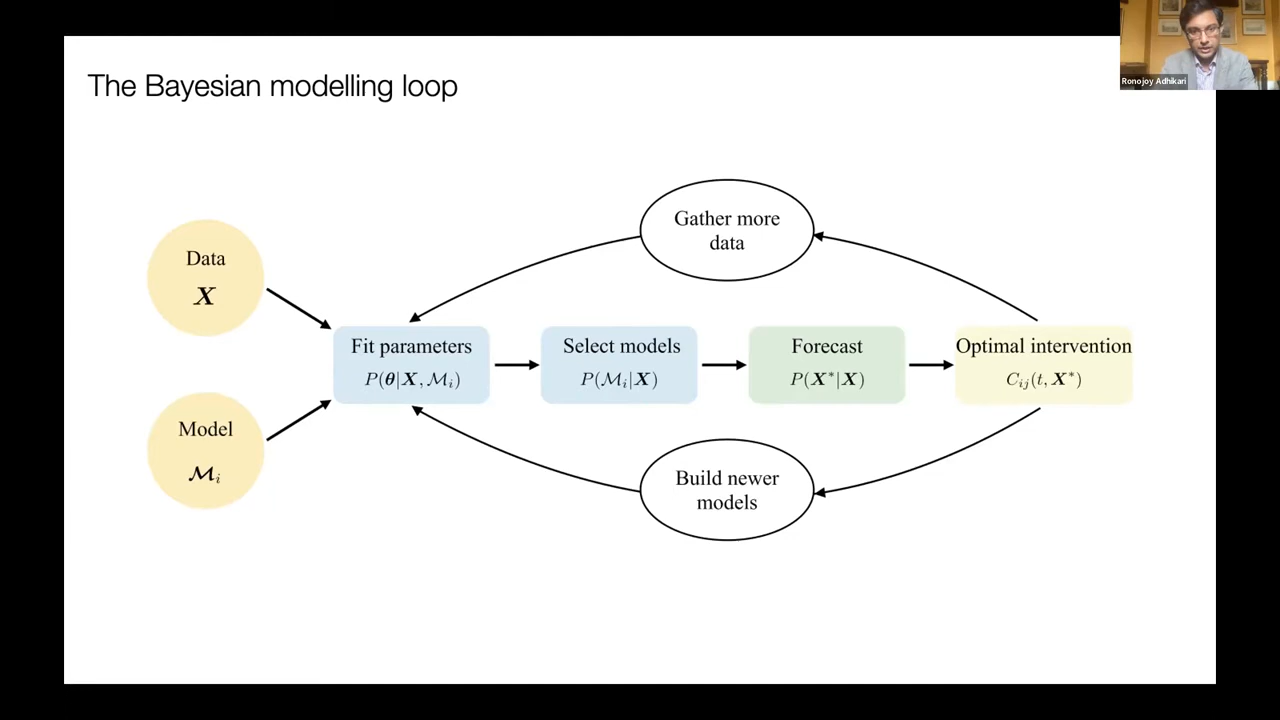 The Bayesian modelling loop
Ronojoy Adhikari
Gather more
data
Data
X
Fit parameters
P(θ|X, ℳᵢ)
Select models
P(ℳᵢ|X)
Forecast
P(X*|X)
Optimal intervention
Cᵢⱼ(t, X*)
Model
ℳᵢ
Build newer
models